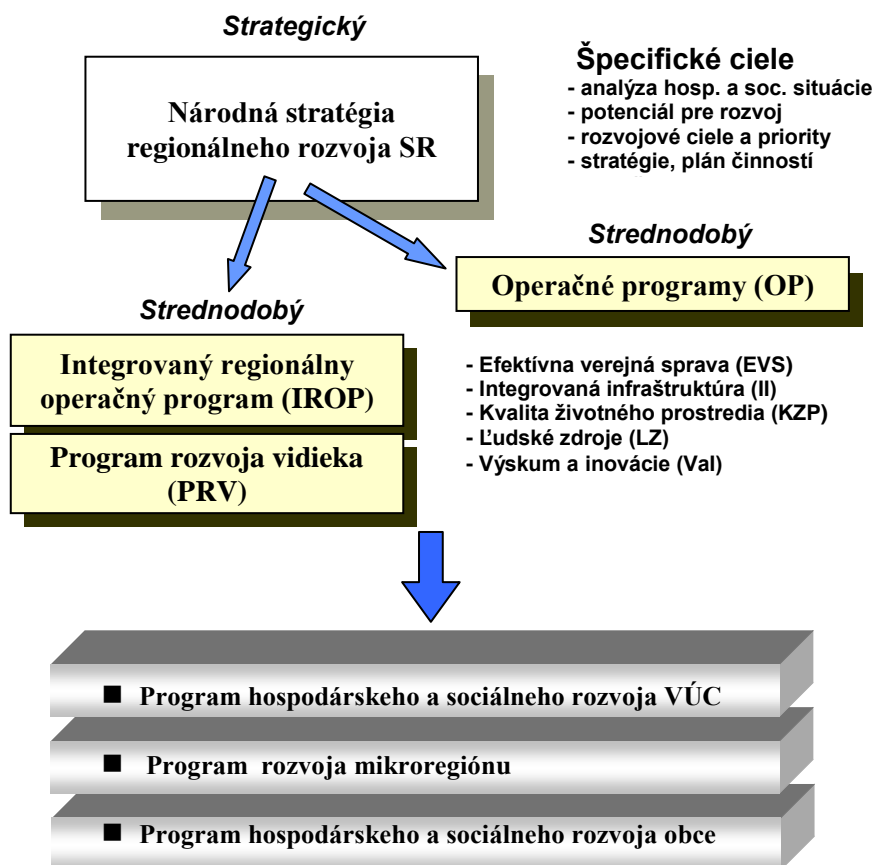 Strategický
Národná stratégia
regionálneho rozvoja SR
Špecifické ciele
- analýza hosp. a soc. situácie
- potenciál pre rozvoj
- rozvojové ciele a priority
- stratégie, plán činností
Strednodobý
Operačné programy (OP)
- Efektívna verejná sprava (EVS)
- Integrovaná infraštruktúra (II)
- Kvalita životného prostredia (KZP)
- Ľudské zdroje (LZ)
- Výskum a inovácie (VaI)
Strednodobý
Integrovaný regionálny
operačný program (IROP)
Program rozvoja vidieka
(PRV)
■ Program hospodárskeho a sociálneho rozvoja VÚC
■ Program rozvoja mikroregiónu
■ Program hospodárskeho a sociálneho rozvoja obce